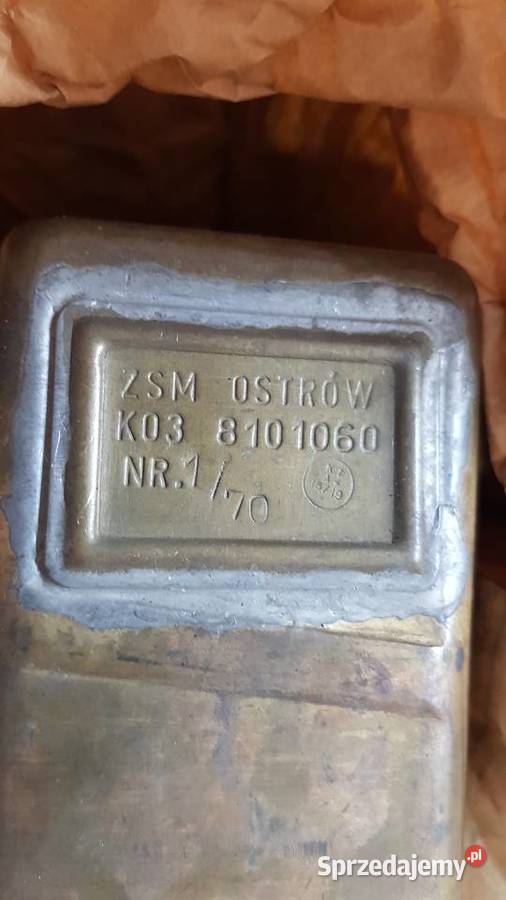 ZSM OSTRÓW
K03 8101060
NR.1/70
Sprzedajemy.pl